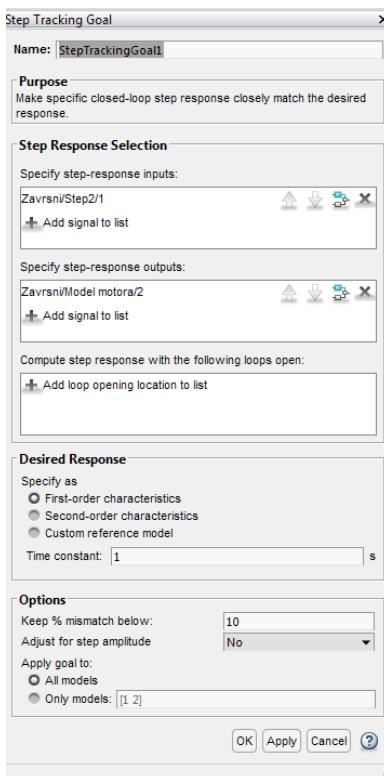 Step Tracking Goal
Name: StepTrackingGoal1
Purpose
Make specific closed-loop step response closely match the desired
response.
Step Response Selection
Specify step-response inputs:
Zavrsni/Step2/1
Add signal to list
Specify step-response outputs:
Zavrsni/Model motora/2
Add signal to list
Compute step response with the following loops open:
Add loop opening location to list
Desired Response
Specify as
First-order characteristics
Second-order characteristics
Custom reference model
Time constant: 1 s
Options
Keep % mismatch below: 10
Adjust for step amplitude No
Apply goal to:
All models
Only models: [1 2]
OK Apply Cancel ?